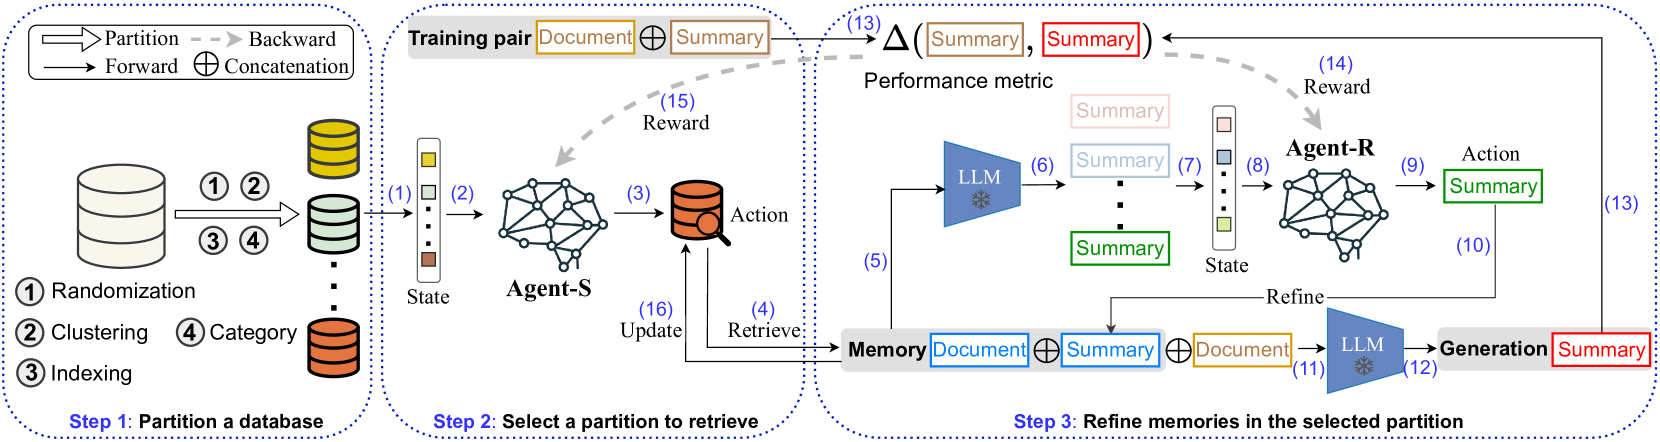 Partition
Backward
Forward
Concatenation
1 2
3 4
1 Randomization
2 Clustering
4 Category
3 Indexing
Step 1: Partition a database
Training pair Document ⊕ Summary
(13)
(15)
Reward
(1)
(2)
(3)
State
Agent-S
Action
(16)
Update
(4)
Retrieve
Step 2: Select a partition to retrieve
Δ(Summary, Summary)
Performance metric
(14)
Reward
(5)
LLM
(6)
Summary
Summary
Summary
(7)
State
(8)
Agent-R
(9)
Action
Summary
(10)
(13)
Refine
Memory Document ⊕ Summary ⊕ Document
(11)
LLM
(12)
Generation Summary
Step 3: Refine memories in the selected partition